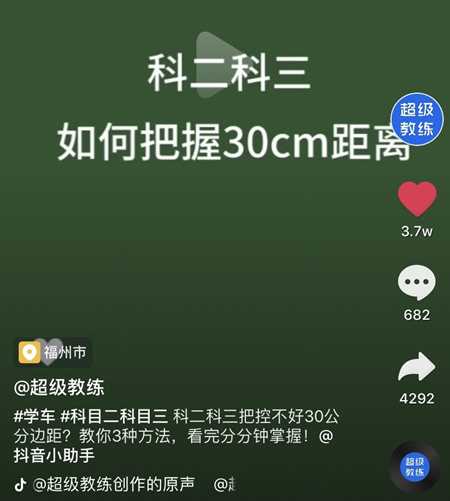 科二科三
如何把握30cm距离
超级
教练
3.7w
682
4292
福州市
@超级教练
#学车 #科目二科目三 科二科三把控不好30公
分边距？教你3种方法，看完分分钟掌握！@
抖音小助手
@超级教练创作的原声 @
超级
教练